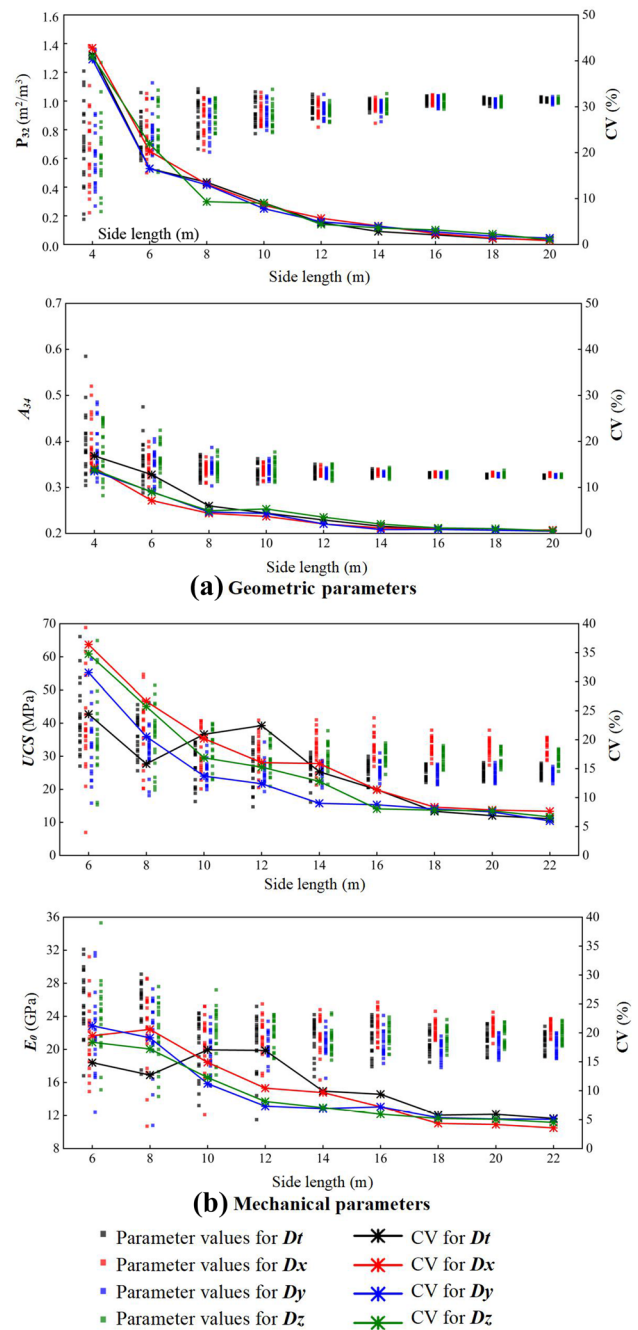 1.6
1.4
1.2
1.0
0.8
0.6
0.4
0.2
0.0
P32 (m²/m³)
50
40
30
20
10
0
CV (%)
Side length (m)
4 6 8 10 12 14 16 18 20
Side length (m)
0.7
0.6
0.5
0.4
0.3
0.2
A34
50
40
30
20
10
0
CV (%)
4 6 8 10 12 14 16 18 20
Side length (m)
(a) Geometric parameters
70
60
50
40
30
20
10
0
UCS (MPa)
40
35
30
25
20
15
10
5
0
CV (%)
6 8 10 12 14 16 18 20 22
Side length (m)
36
32
28
24
20
16
12
8
E0 (GPa)
40
35
30
25
20
15
10
5
0
CV (%)
6 8 10 12 14 16 18 20 22
Side length (m)
(b) Mechanical parameters
Parameter values for Dt CV for Dt
Parameter values for Dx CV for Dx
Parameter values for Dy CV for Dy
Parameter values for Dz CV for Dz